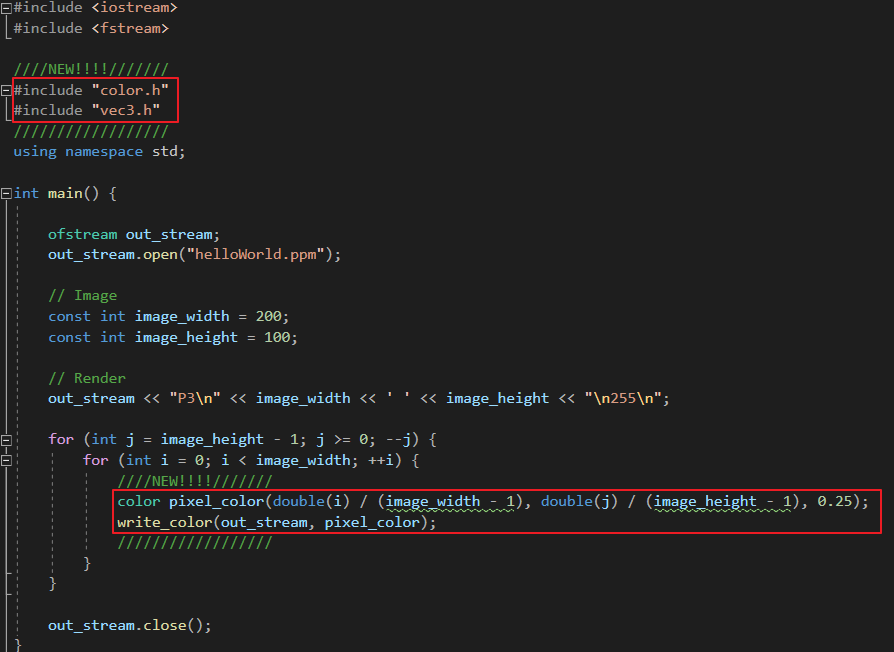 #include <iostream>
#include <fstream>
////NEW!!!!///////
#include "color.h"
#include "vec3.h"
//////////////////
using namespace std;
int main() {
ofstream out_stream;
out_stream.open("helloWorld.ppm");
// Image
const int image_width = 200;
const int image_height = 100;
// Render
out_stream << "P3\n" << image_width << ' ' << image_height << "\n255\n";
for (int j = image_height - 1; j >= 0; --j) {
for (int i = 0; i < image_width; ++i) {
////NEW!!!!///////
color pixel_color(double(i) / (image_width - 1), double(j) / (image_height - 1), 0.25);
write_color(out_stream, pixel_color);
//////////////////
}
}
out_stream.close();
}